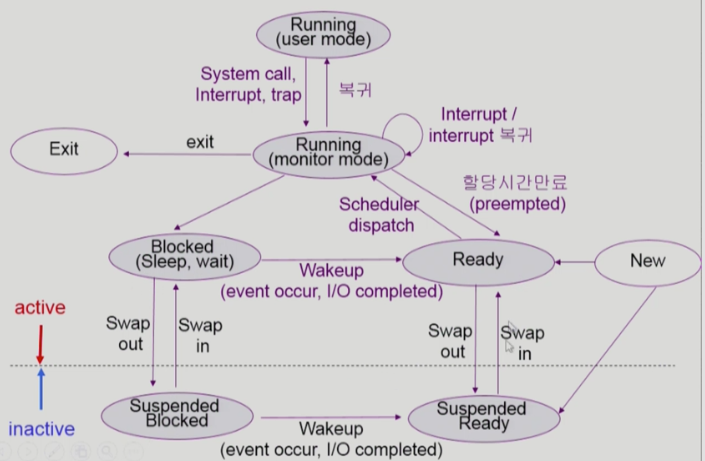 Running
(user mode)
System call,
Interrupt, trap
복귀
Interrupt /
interrupt 복귀
Exit
exit
Running
(monitor mode)
할당시간만료
(preempted)
Scheduler
dispatch
Blocked
(Sleep, wait)
Wakeup
(event occur, I/O completed)
Ready
New
active
Swap
out
Swap
in
Swap
out
Swap
in
inactive
Suspended
Blocked
Wakeup
(event occur, I/O completed)
Suspended
Ready